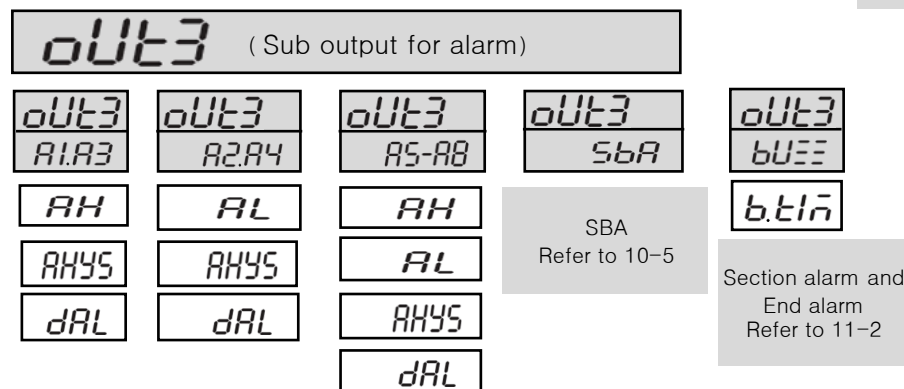 oUt3 ( Sub output for alarm)
oUt3 oUt3 oUt3 oUt3 oUt3
A1.A3 A2.A4 A5-A8 SbA bUZZ
AH AL AH b.tIm
AHYS AHYS AL
dAL dAL AHYS
dAL
SBA
Refer to 10-5
Section alarm and
End alarm
Refer to 11-2